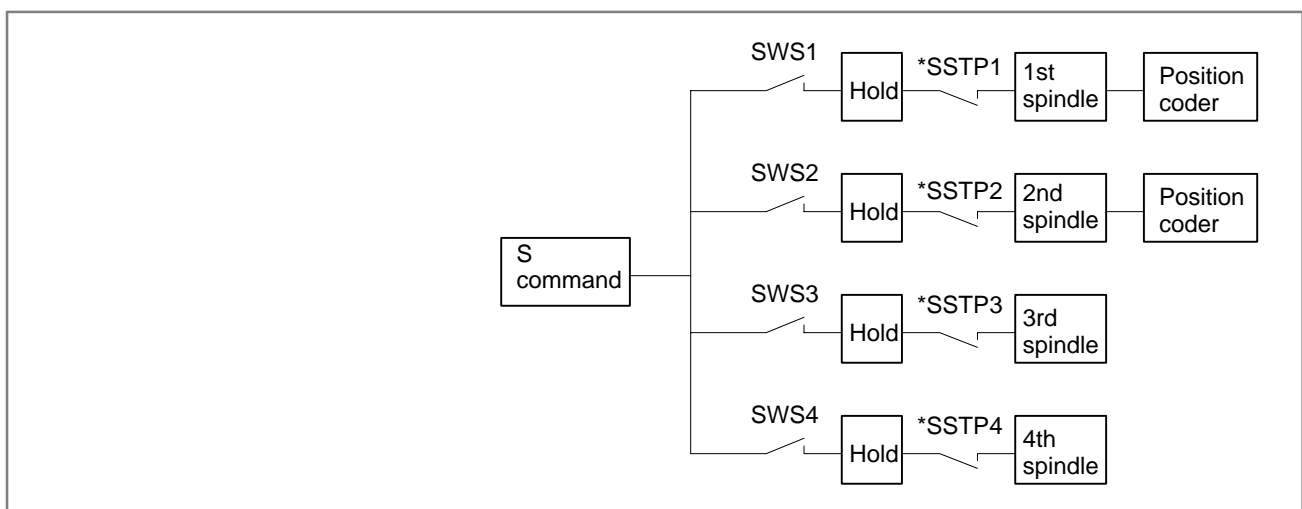 SWS1
Hold
*SSTP1
1st
spindle
Position
coder
SWS2
Hold
*SSTP2
2nd
spindle
Position
coder
S
command
SWS3
Hold
*SSTP3
3rd
spindle
SWS4
Hold
*SSTP4
4th
spindle